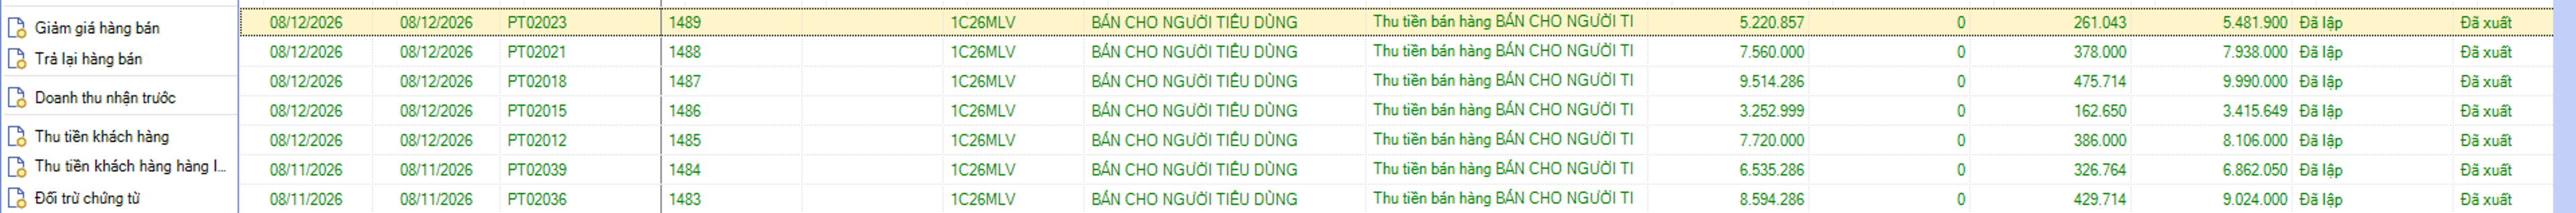 Giảm giá hàng bán
Trả lại hàng bán
Doanh thu nhận trước
Thu tiền khách hàng
Thu tiền khách hàng hàng l...
Đối trừ chứng từ
08/12/2026 08/12/2026 PT02023 1489 1C26MLV BÁN CHO NGƯỜI TIÊU DÙNG Thu tiền bán hàng BÁN CHO NGƯỜI TI 5.220.857 0 261.043 5.481.900 Đã lập Đã xuất
08/12/2026 08/12/2026 PT02021 1488 1C26MLV BÁN CHO NGƯỜI TIÊU DÙNG Thu tiền bán hàng BÁN CHO NGƯỜI TI 7.560.000 0 378.000 7.938.000 Đã lập Đã xuất
08/12/2026 08/12/2026 PT02018 1487 1C26MLV BÁN CHO NGƯỜI TIÊU DÙNG Thu tiền bán hàng BÁN CHO NGƯỜI TI 9.514.286 0 475.714 9.990.000 Đã lập Đã xuất
08/12/2026 08/12/2026 PT02015 1486 1C26MLV BÁN CHO NGƯỜI TIÊU DÙNG Thu tiền bán hàng BÁN CHO NGƯỜI TI 3.252.999 0 162.650 3.415.649 Đã lập Đã xuất
08/12/2026 08/12/2026 PT02012 1485 1C26MLV BÁN CHO NGƯỜI TIÊU DÙNG Thu tiền bán hàng BÁN CHO NGƯỜI TI 7.720.000 0 386.000 8.106.000 Đã lập Đã xuất
08/11/2026 08/11/2026 PT02039 1484 1C26MLV BÁN CHO NGƯỜI TIÊU DÙNG Thu tiền bán hàng BÁN CHO NGƯỜI TI 6.535.286 0 326.764 6.862.050 Đã lập Đã xuất
08/11/2026 08/11/2026 PT02036 1483 1C26MLV BÁN CHO NGƯỜI TIÊU DÙNG Thu tiền bán hàng BÁN CHO NGƯỜI TI 8.594.286 0 429.714 9.024.000 Đã lập Đã xuất